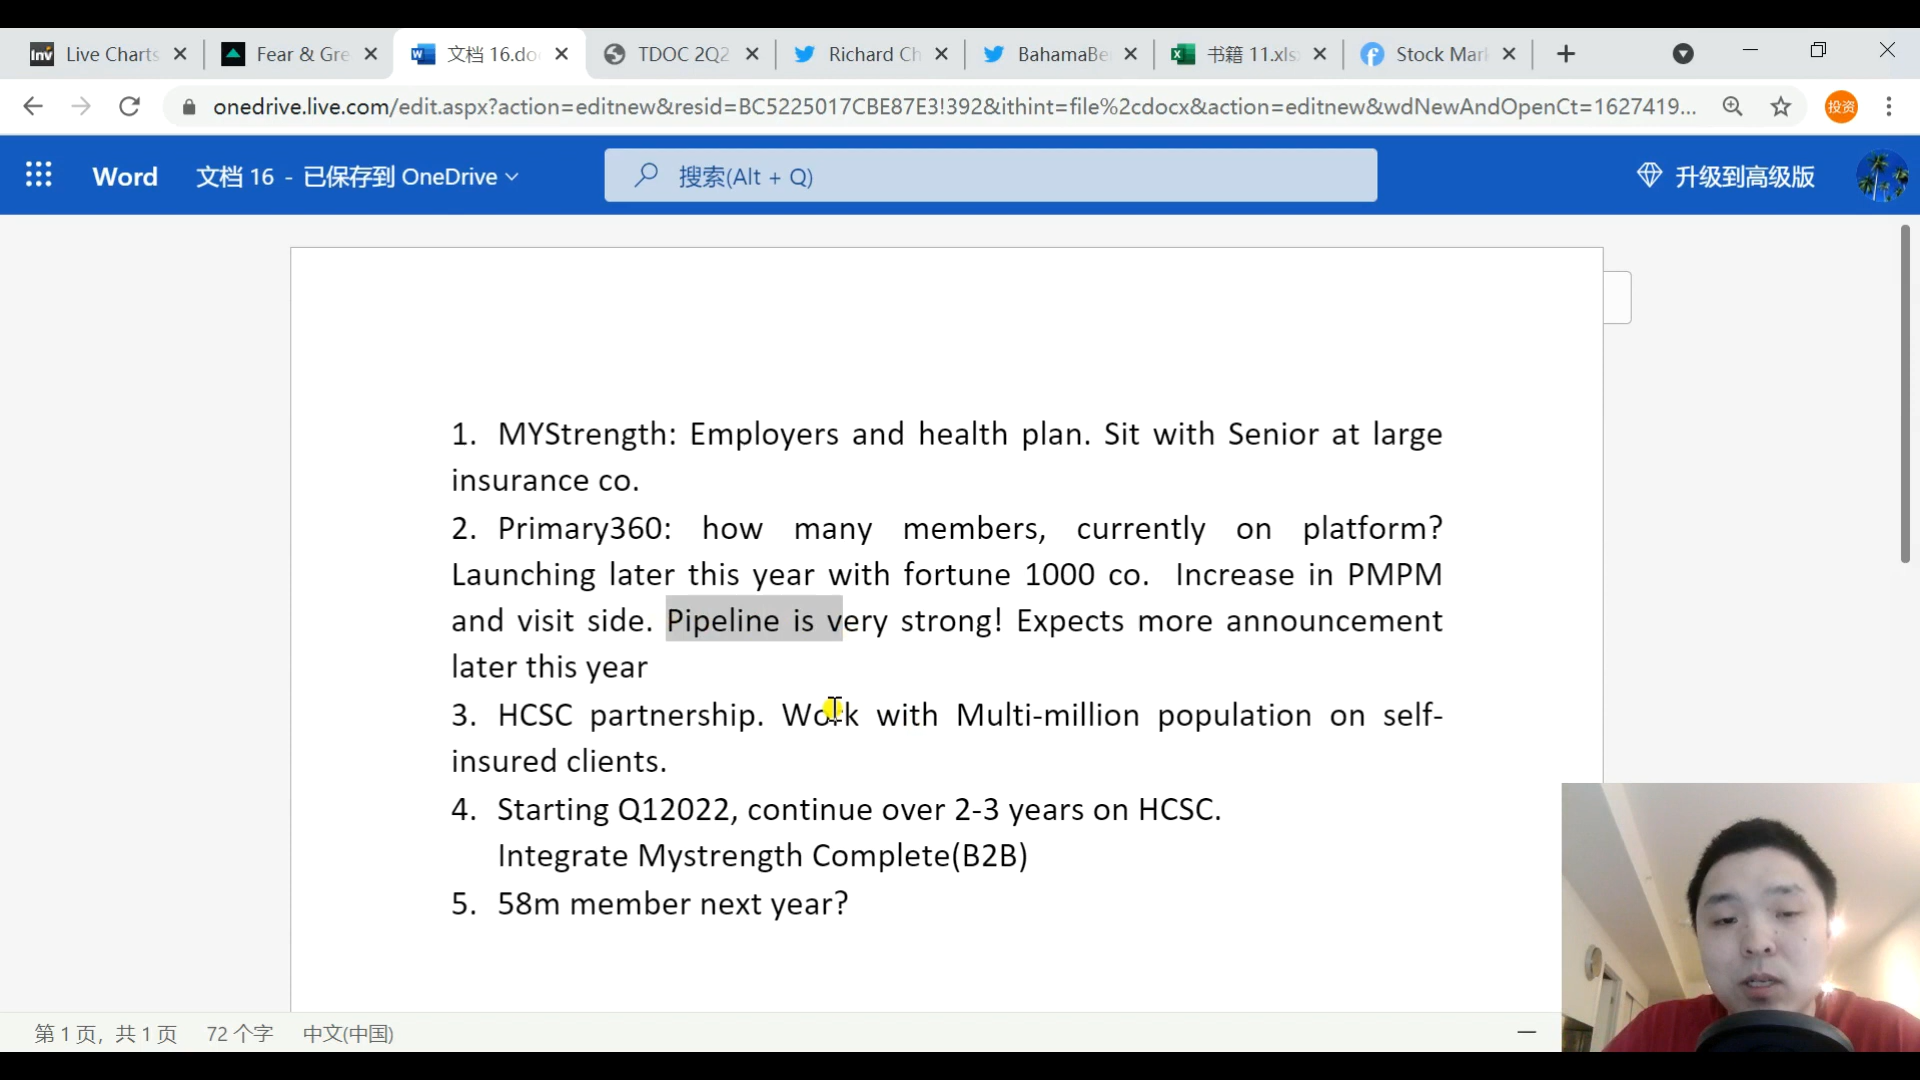 Live Charts
Fear & Gre
文档 16.do
TDOC 2Q2
Richard Ch
BahamaBe
书籍 11.xls
Stock Mar
onedrive.live.com/edit.aspx?action=editnew&resid=BC5225017CBE87E3!392&ithint=file%2cdocx&action=editnew&wdNewAndOpenCt=1627419...
投资
Word
文档 16 - 已保存到 OneDrive
搜索(Alt + Q)
升级到高级版
1. MYStrength: Employers and health plan. Sit with Senior at large
insurance co.
2. Primary360: how many members, currently on platform?
Launching later this year with fortune 1000 co. Increase in PMPM
and visit side. Pipeline is very strong! Expects more announcement
later this year
3. HCSC partnership. Work with Multi-million population on self-
insured clients.
4. Starting Q12022, continue over 2-3 years on HCSC.
Integrate Mystrength Complete(B2B)
5. 58m member next year?
第 1 页，共 1 页 72 个字 中文(中国)